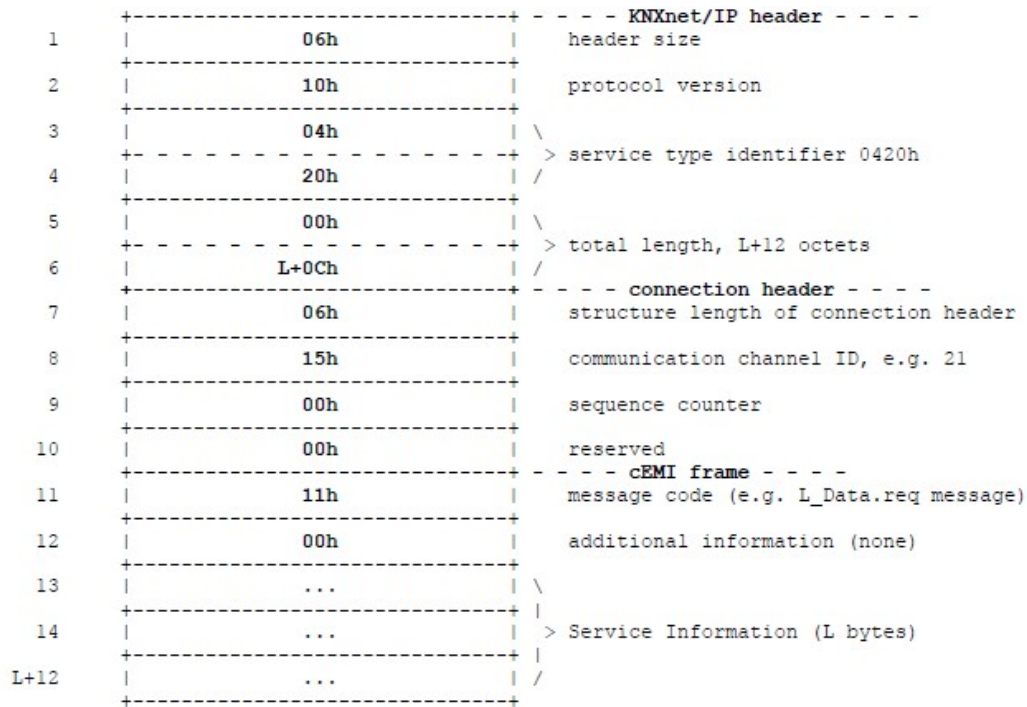 +-------------------------------+ - - - - KNXnet/IP header - - - -
1 | 06h | header size
+-------------------------------+
2 | 10h | protocol version
+-------------------------------+
3 | 04h | \
+- - - - - - - - - - - - - - - -+ > service type identifier 0420h
4 | 20h | /
+-------------------------------+
5 | 00h | \
+- - - - - - - - - - - - - - - -+ > total length, L+12 octets
6 | L+0Ch | /
+-------------------------------+ - - - - connection header - - - -
7 | 06h | structure length of connection header
+-------------------------------+
8 | 15h | communication channel ID, e.g. 21
+-------------------------------+
9 | 00h | sequence counter
+-------------------------------+
10 | 00h | reserved
+-------------------------------+ - - - - cEMI frame - - - -
11 | 11h | message code (e.g. L_Data.req message)
+-------------------------------+
12 | 00h | additional information (none)
+-------------------------------+
13 | ... | \
+-------------------------------+ |
14 | ... | > Service Information (L bytes)
+-------------------------------+ |
L+12 | ... | /
+-------------------------------+